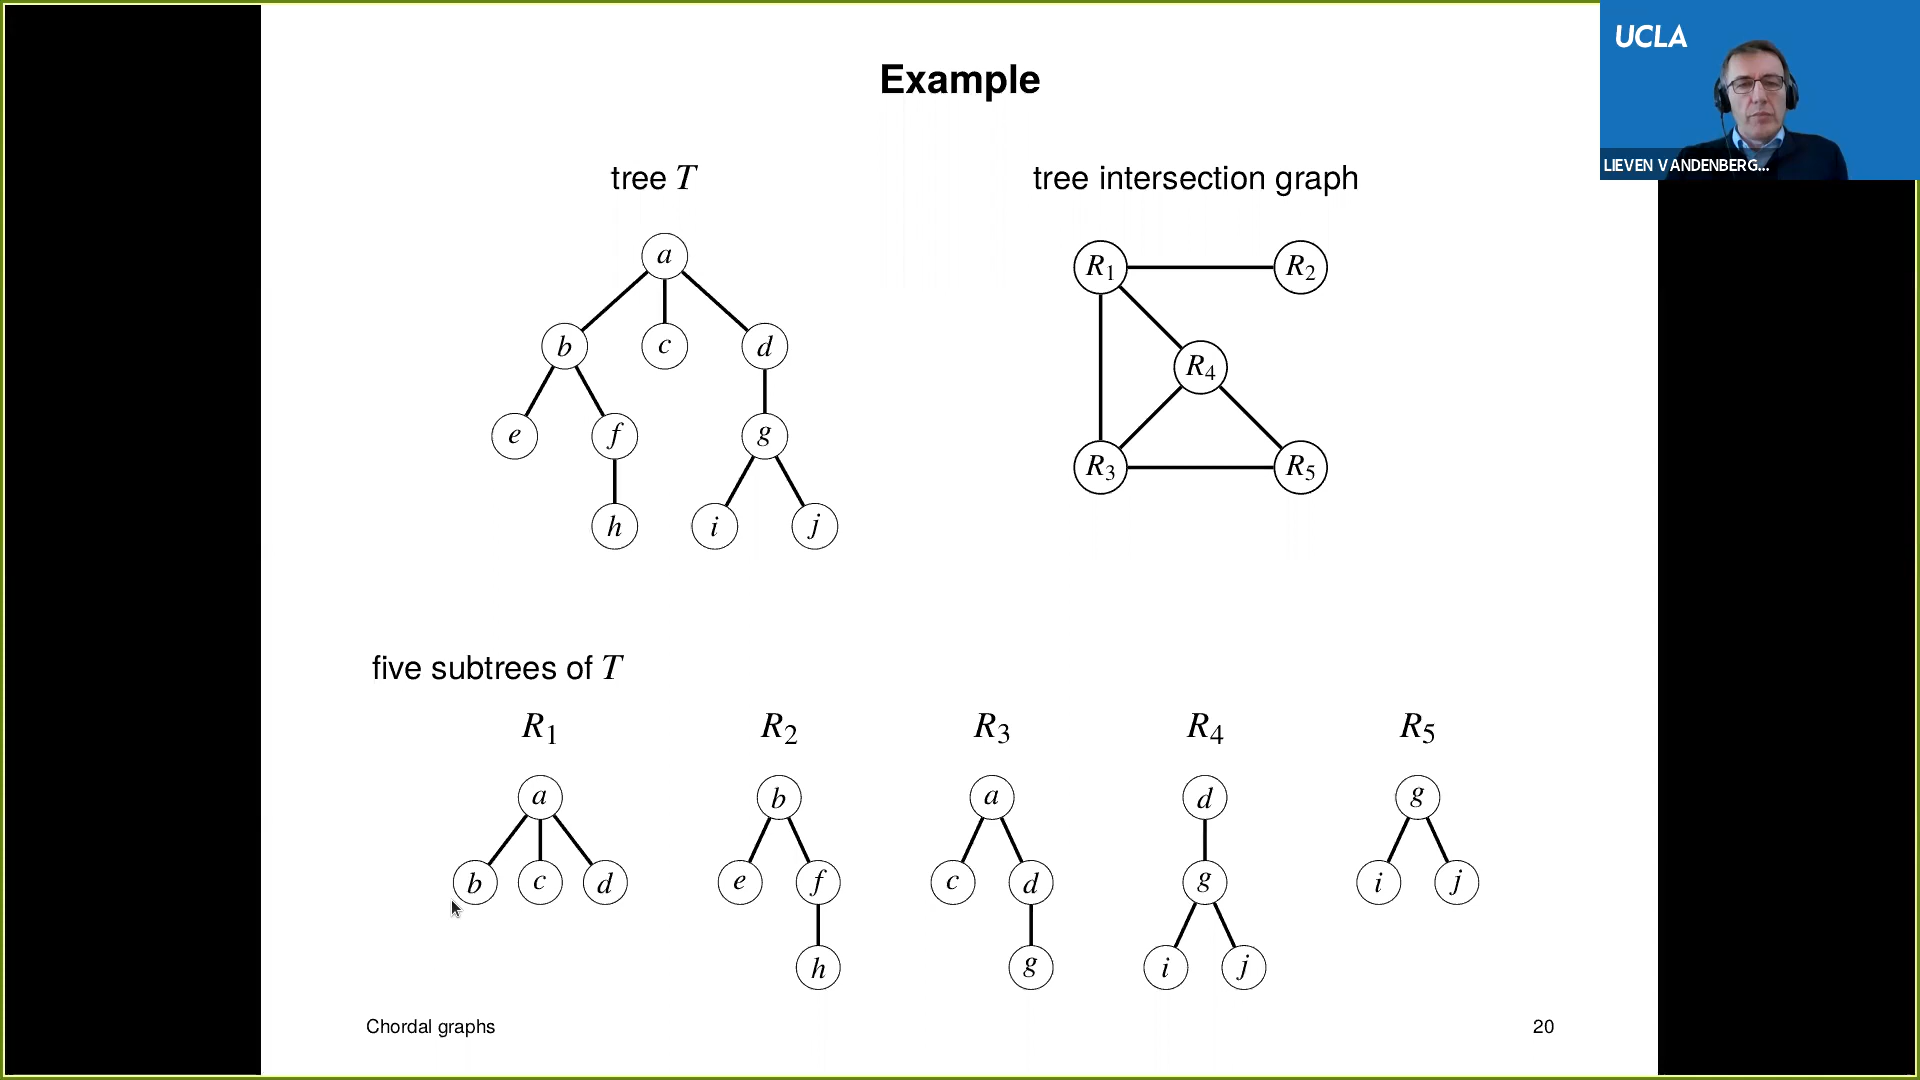 UCLA
LIEVEN VANDENBERG...
Example
tree T
tree intersection graph
a
b c d
e f g
h i j
R1 R2
R4
R3 R5
five subtrees of T
R1 R2 R3 R4 R5
a b a d g
b c d e f c d g i j
h g i j
Chordal graphs
20